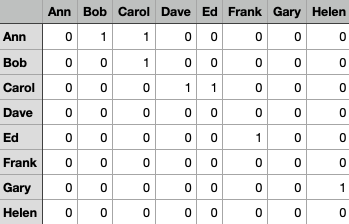 Ann Bob Carol Dave Ed Frank Gary Helen
Ann 0 1 1 0 0 0 0 0
Bob 0 0 1 0 0 0 0 0
Carol 0 0 0 1 1 0 0 0
Dave 0 0 0 0 0 0 0 0
Ed 0 0 0 0 0 1 0 0
Frank 0 0 0 0 0 0 0 0
Gary 0 0 0 0 0 0 0 1
Helen 0 0 0 0 0 0 0 0